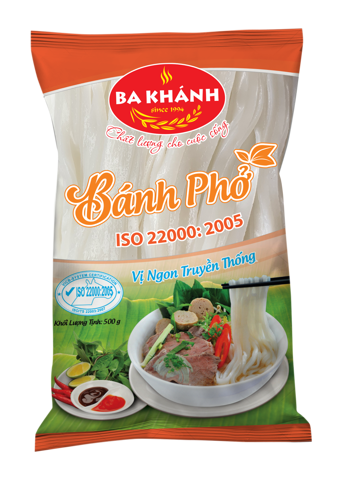 BA KHÁNH
since 1994
Chất lượng cho cuộc sống
Bánh Phở
ISO 22000: 2005
Vị Ngon Truyền Thống
ISO 22000:2005
Khối Lượng Tịnh: 500 g